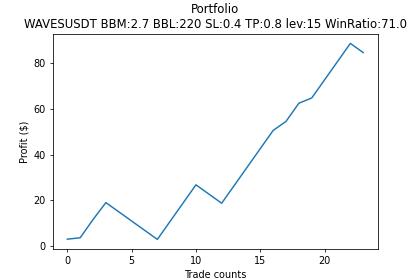 Portfolio
WAVESUSDT BBM:2.7 BBL:220 SL:0.4 TP:0.8 lev:15 WinRatio:71.0
Profit ($)
80
60
40
20
0
0 5 10 15 20
Trade counts